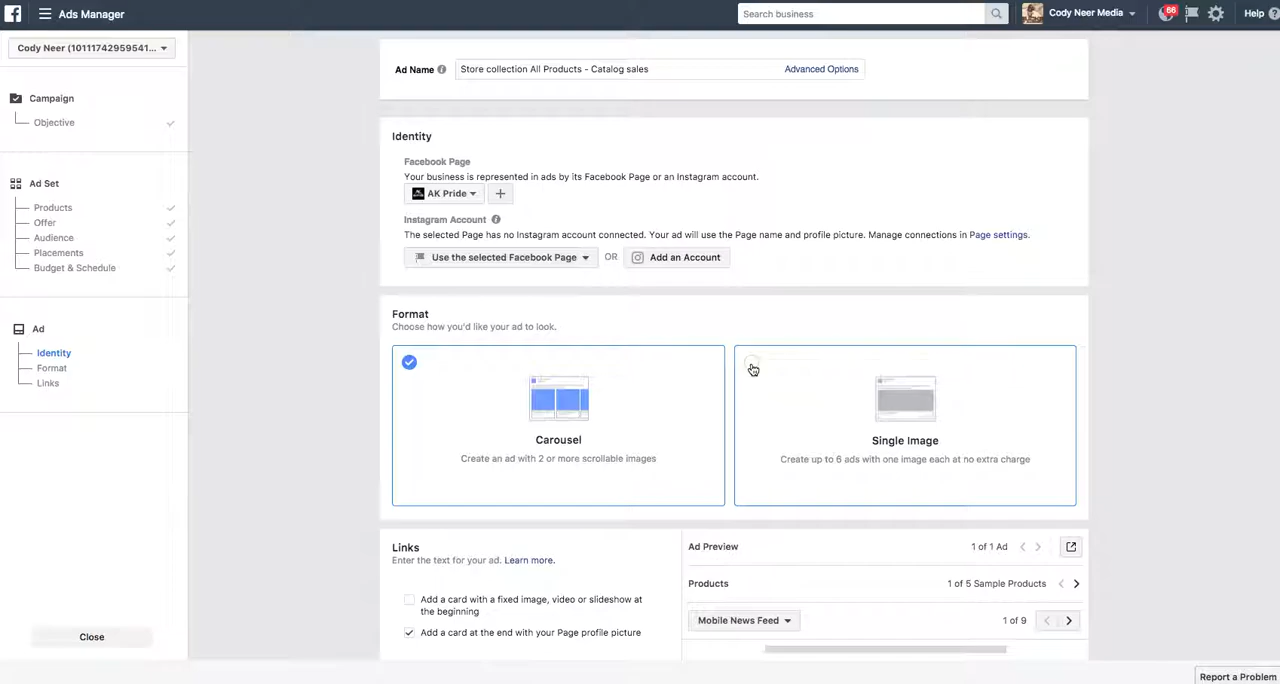 Ads Manager
Search business
Cody Neer Media
66
Help
Cody Neer (10111742959541...
Campaign
Objective
Ad Set
Products
Offer
Audience
Placements
Budget & Schedule
Ad
Identity
Format
Links
Close
Ad Name
Store collection All Products - Catalog sales
Advanced Options
Identity
Facebook Page
Your business is represented in ads by its Facebook Page or an Instagram account.
AK Pride
Instagram Account
The selected Page has no Instagram account connected. Your ad will use the Page name and profile picture. Manage connections in Page settings.
Use the selected Facebook Page
OR
Add an Account
Format
Choose how you'd like your ad to look.
Carousel
Create an ad with 2 or more scrollable images
Single Image
Create up to 6 ads with one image each at no extra charge
Links
Enter the text for your ad. Learn more.
Add a card with a fixed image, video or slideshow at
the beginning
Add a card at the end with your Page profile picture
Ad Preview
1 of 1 Ad
Products
1 of 5 Sample Products
Mobile News Feed
1 of 9
Report a Problem